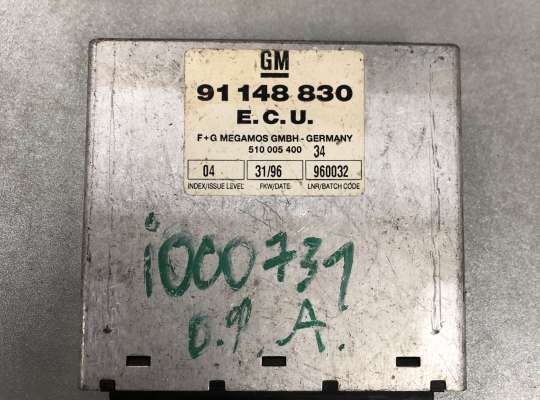 GM
91 148 830
E. C. U.
F+G MEGAMOS GMBH - GERMANY
510 005 400 34
04 31/96 960032
INDEX/ISSUE LEVEL FKW/DATE LNR/BATCH CODE
i000731
A.